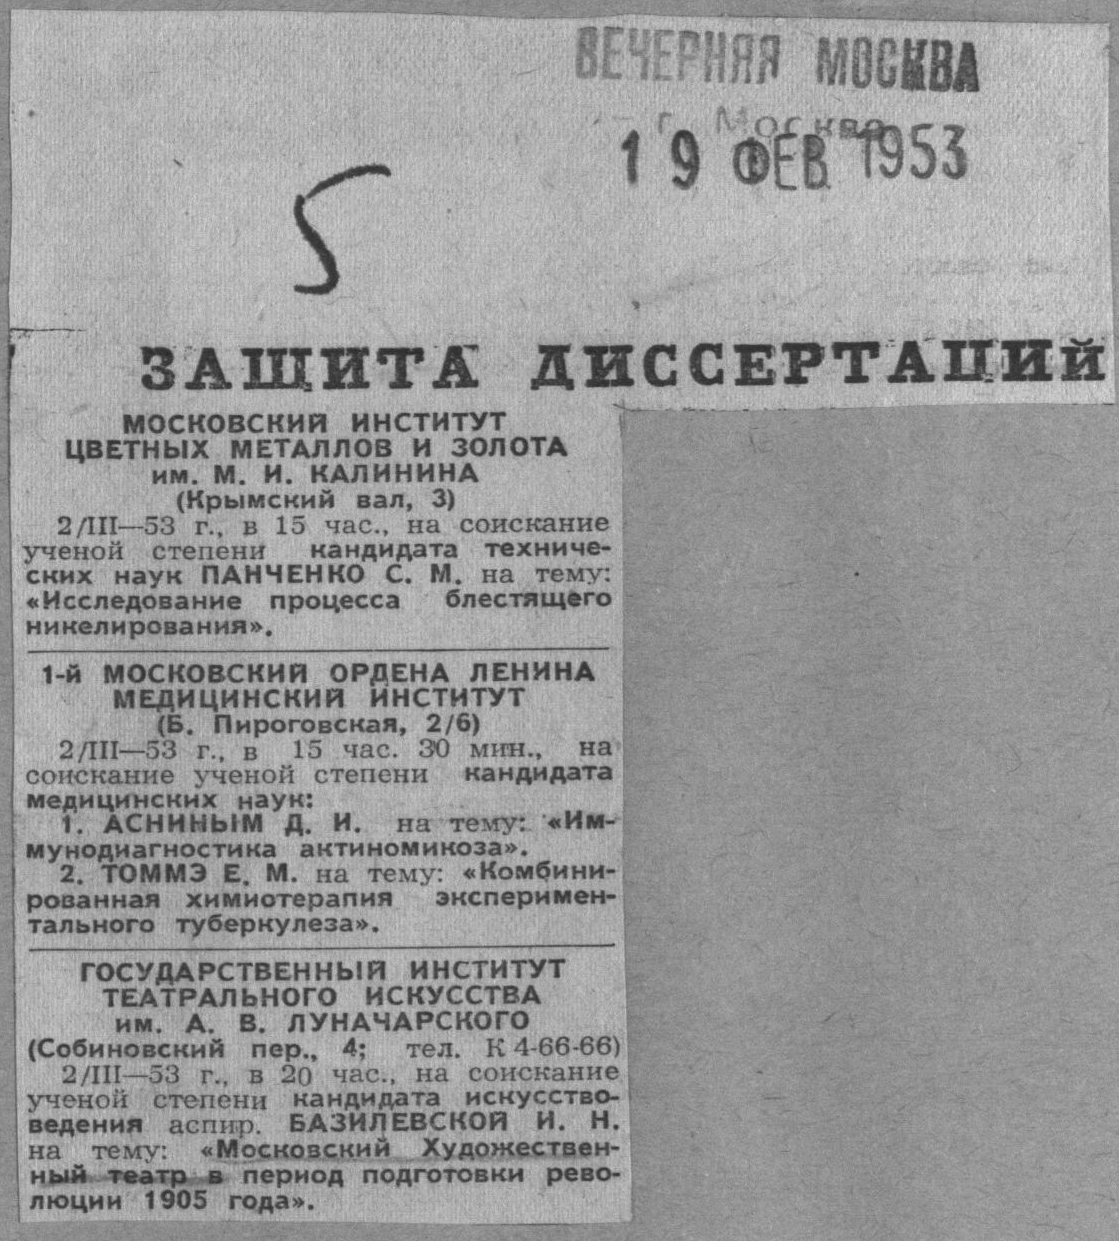 ВЕЧЕРНЯЯ МОСКВА
г. Москва
19 ФЕВ 1953
5
ЗАЩИТА ДИССЕРТАЦИЙ
МОСКОВСКИЙ ИНСТИТУТ
ЦВЕТНЫХ МЕТАЛЛОВ И ЗОЛОТА
им. М. И. КАЛИНИНА
(Крымский вал, 3)
2/III—53 г., в 15 час., на соискание
ученой степени кандидата техниче-
ских наук ПАНЧЕНКО С. М. на тему:
«Исследование процесса блестящего
никелирования».
1-й МОСКОВСКИЙ ОРДЕНА ЛЕНИНА
МЕДИЦИНСКИЙ ИНСТИТУТ
(Б. Пироговская, 2/6)
2/III—53 г., в 15 час. 30 мин., на
соискание ученой степени кандидата
медицинских наук:
1. АСНИНЫМ Д. И. на тему: «Им-
мунодиагностика актиномикоза».
2. ТОММЭ Е. М. на тему: «Комбини-
рованная химиотерапия эксперимен-
тального туберкулеза».
ГОСУДАРСТВЕННЫЙ ИНСТИТУТ
ТЕАТРАЛЬНОГО ИСКУССТВА
им. А. В. ЛУНАЧАРСКОГО
(Собиновский пер., 4; тел. К 4-66-66)
2/III—53 г., в 20 час., на соискание
ученой степени кандидата искусство-
ведения аспир. БАЗИЛЕВСКОЙ И. Н.
на тему: «Московский Художествен-
ный театр в период подготовки рево-
люции 1905 года».